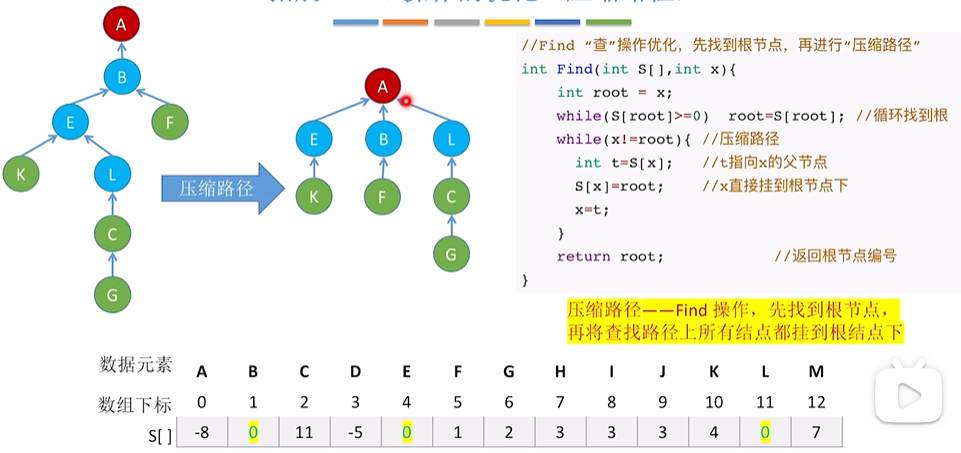 A
B
E
F
K
L
C
G
压缩路径
A
E
B
L
K
F
C
G
//Find “查”操作优化，先找到根节点，再进行“压缩路径”
int Find(int S[],int x){
int root = x;
while(S[root]>=0) root=S[root]; //循环找到根
while(x!=root){ //压缩路径
int t=S[x]; //t指向x的父节点
S[x]=root; //x直接挂到根节点下
x=t;
}
return root; //返回根节点编号
}
压缩路径——Find 操作，先找到根节点，
再将查找路径上所有结点都挂到根结点下
数据元素 A B C D E F G H I J K L M
数组下标 0 1 2 3 4 5 6 7 8 9 10 11 12
S[ ] -8 0 11 -5 0 1 2 3 3 3 4 0 7